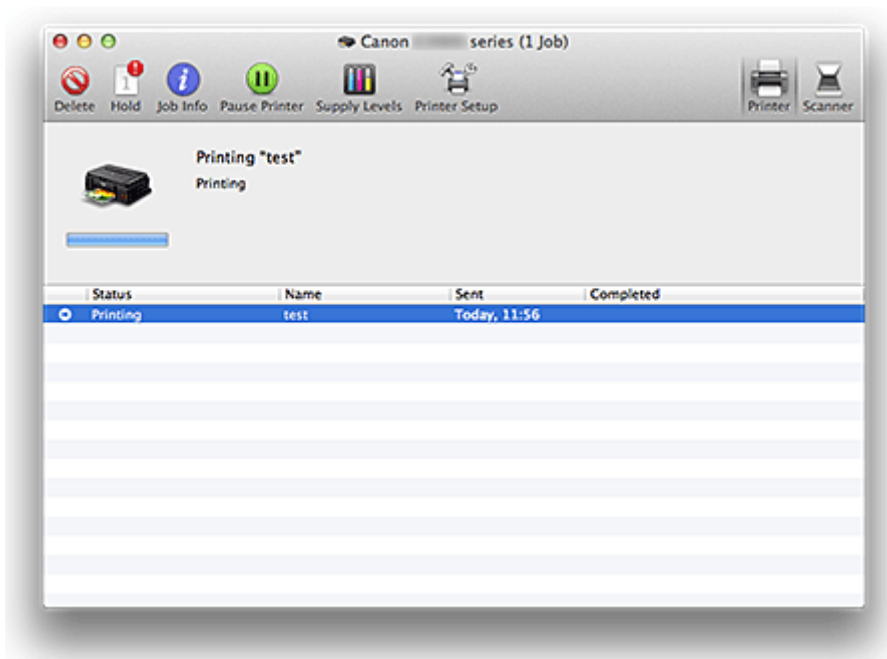 Canon series (1 Job)
1
Delete Hold Job Info Pause Printer Supply Levels Printer Setup Printer Scanner
Printing "test"
Printing
Status Name Sent Completed
Printing test Today, 11:56